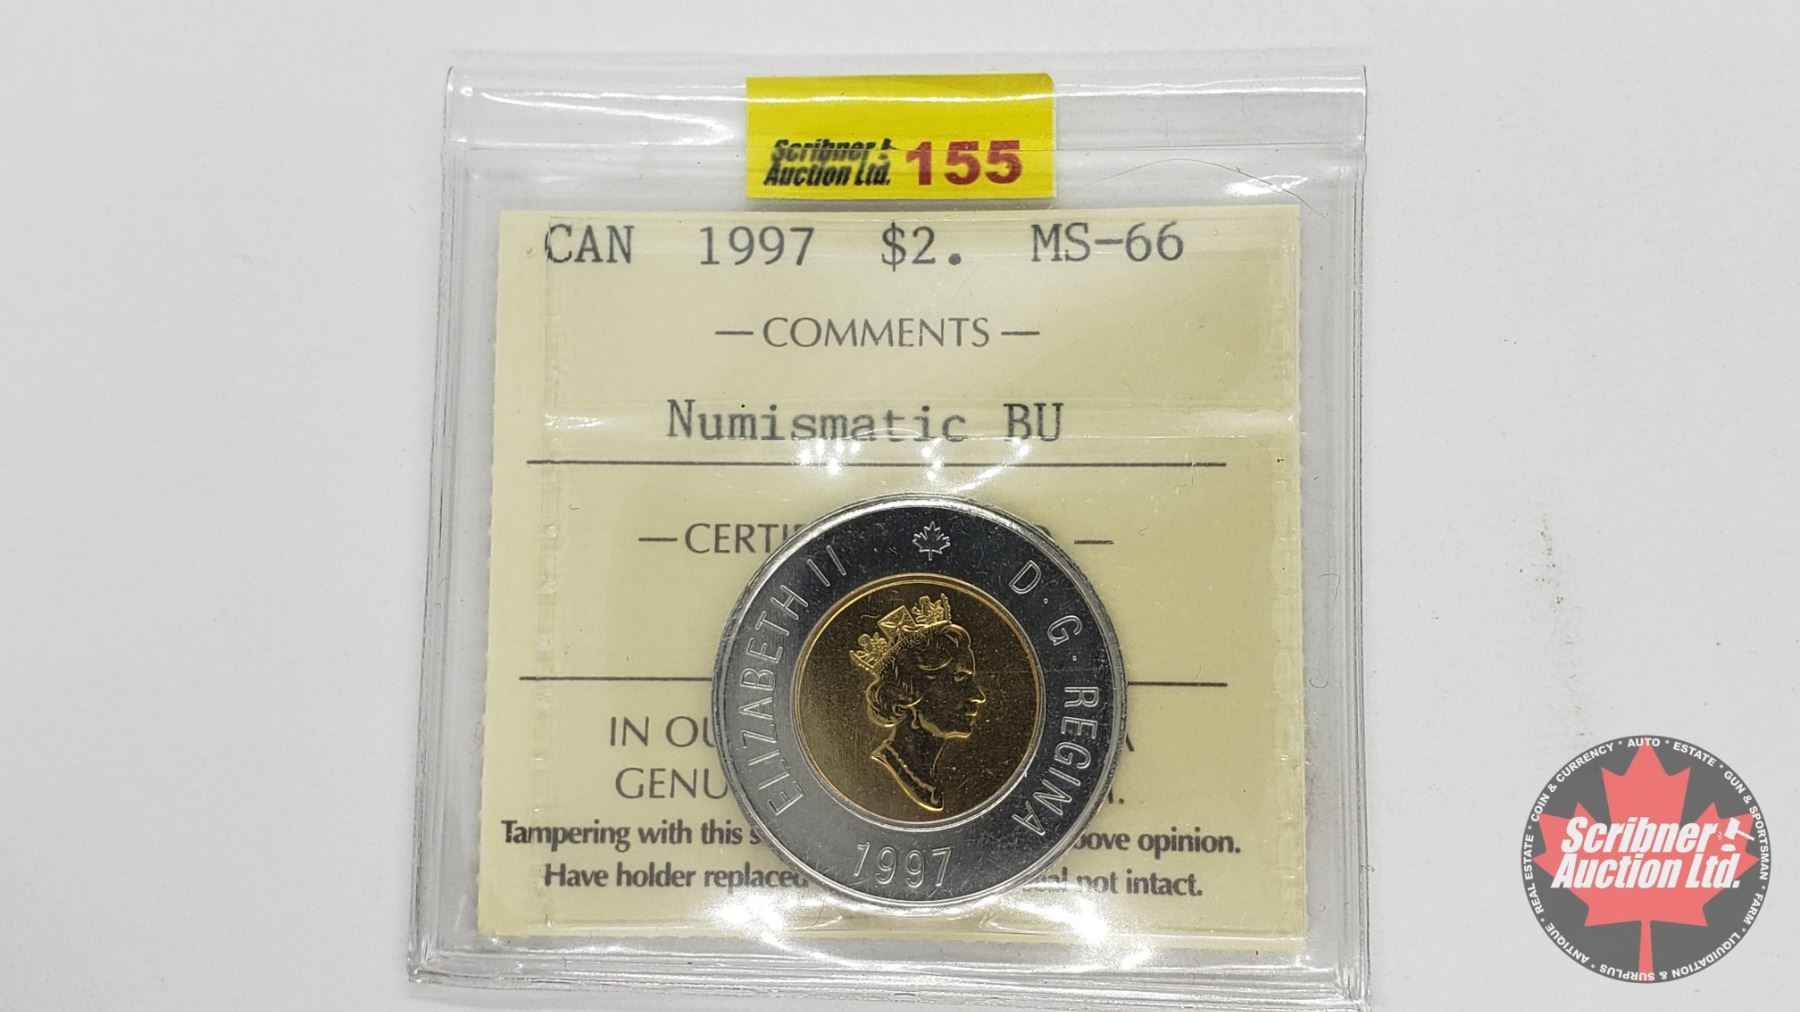 Scribner
Auction Ltd. 155
CAN 1997 $2. MS-66
— COMMENTS —
Numismatic BU
— CERTI —
IN OU
GENU
Tampering with this s ove opinion.
Have holder replaced not intact.
ELIZABETH II D·G·REGINA
1997
REAL ESTATE * COIN & CURRENCY * AUTO * ESTATE * GUN & SPORTSMAN * FARM * LIQUIDATION & SURPLUS * ANTIQUE *
Scribner
Auction Ltd.